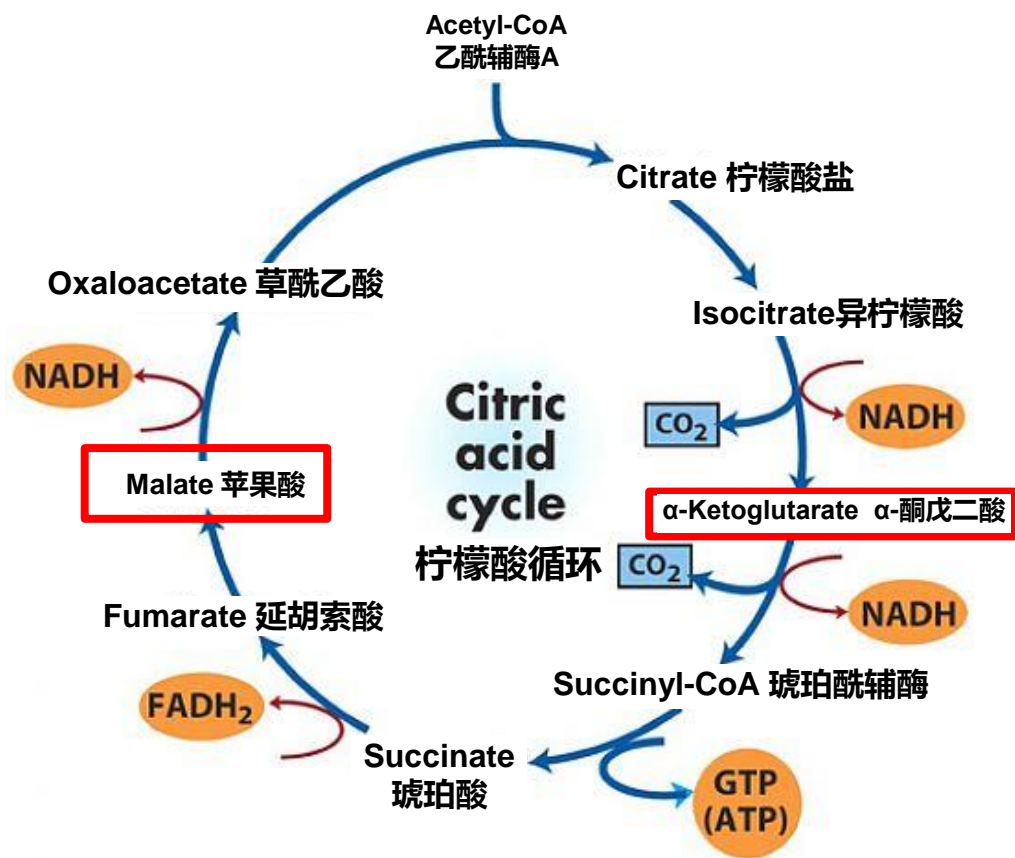 Acetyl-CoA
乙酰辅酶A
Citrate 柠檬酸盐
Oxaloacetate 草酰乙酸
Isocitrate异柠檬酸
NADH
Citric
acid
cycle
柠檬酸循环
CO₂
NADH
Malate 苹果酸
α-Ketoglutarate α-酮戊二酸
CO₂
NADH
Fumarate 延胡索酸
Succinyl-CoA 琥珀酰辅酶
FADH₂
Succinate
琥珀酸
GTP
(ATP)